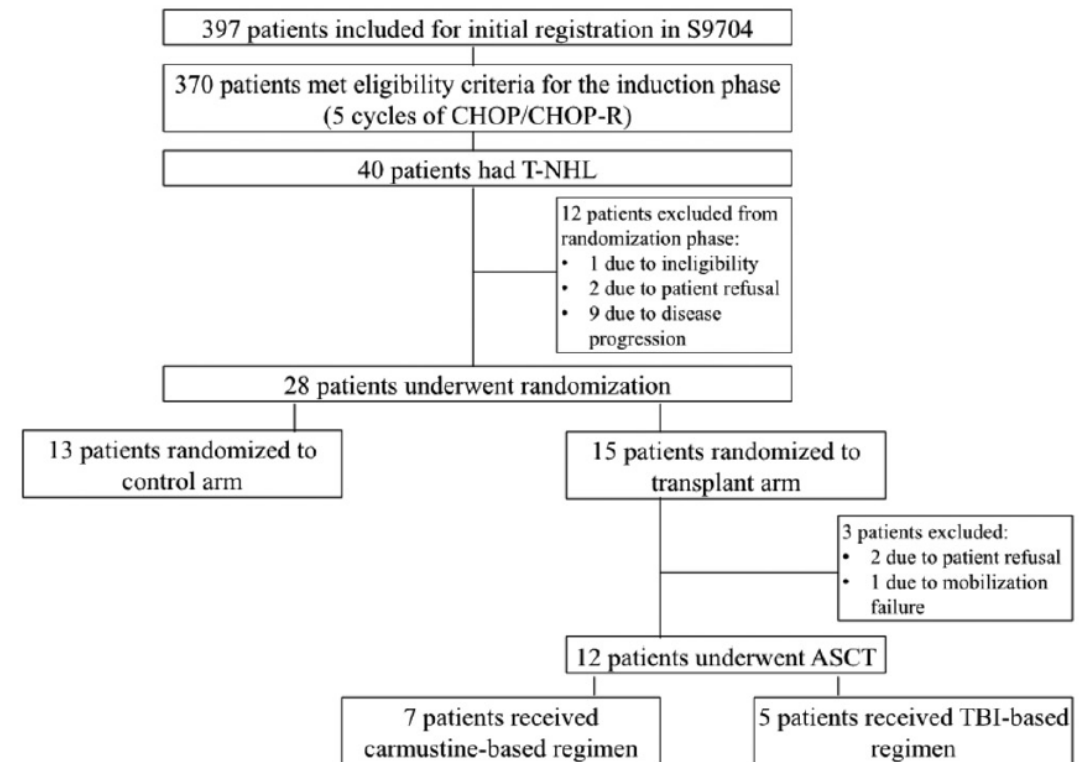 397 patients included for initial registration in S9704
370 patients met eligibility criteria for the induction phase
(5 cycles of CHOP/CHOP-R)
40 patients had T-NHL
12 patients excluded from
randomization phase:
• 1 due to ineligibility
• 2 due to patient refusal
• 9 due to disease
progression
28 patients underwent randomization
13 patients randomized to
control arm
15 patients randomized to
transplant arm
3 patients excluded:
• 2 due to patient refusal
• 1 due to mobilization
failure
12 patients underwent ASCT
7 patients received
carmustine-based regimen
5 patients received TBI-based
regimen